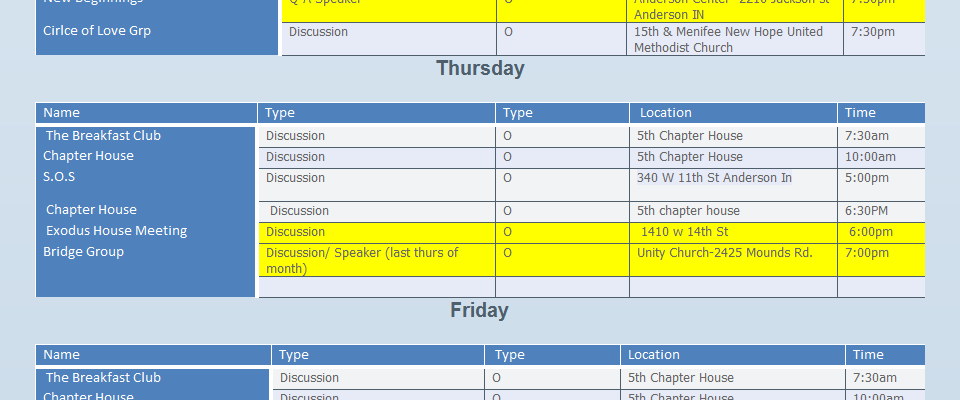 New Beginnings Q-A Speaker O Anderson Center- 2210 Jackson st 7:30pm
Anderson IN
Cirlce of Love Grp Discussion O 15th & Menifee New Hope United 7:30pm
Methodist Church
Thursday
Name Type Type Location Time
The Breakfast Club Discussion O 5th Chapter House 7:30am
Chapter House Discussion O 5th Chapter House 10:00am
S.O.S Discussion O 340 W 11th St Anderson In 5:00pm
Chapter House Discussion O 5th chapter house 6:30PM
Exodus House Meeting Discussion O 1410 w 14th St 6:00pm
Bridge Group Discussion/ Speaker (last thurs of O Unity Church-2425 Mounds Rd. 7:00pm
month)
Friday
Name Type Type Location Time
The Breakfast Club Discussion O 5th Chapter House 7:30am
Chapter House Discussion O 5th Chapter House 10:00am